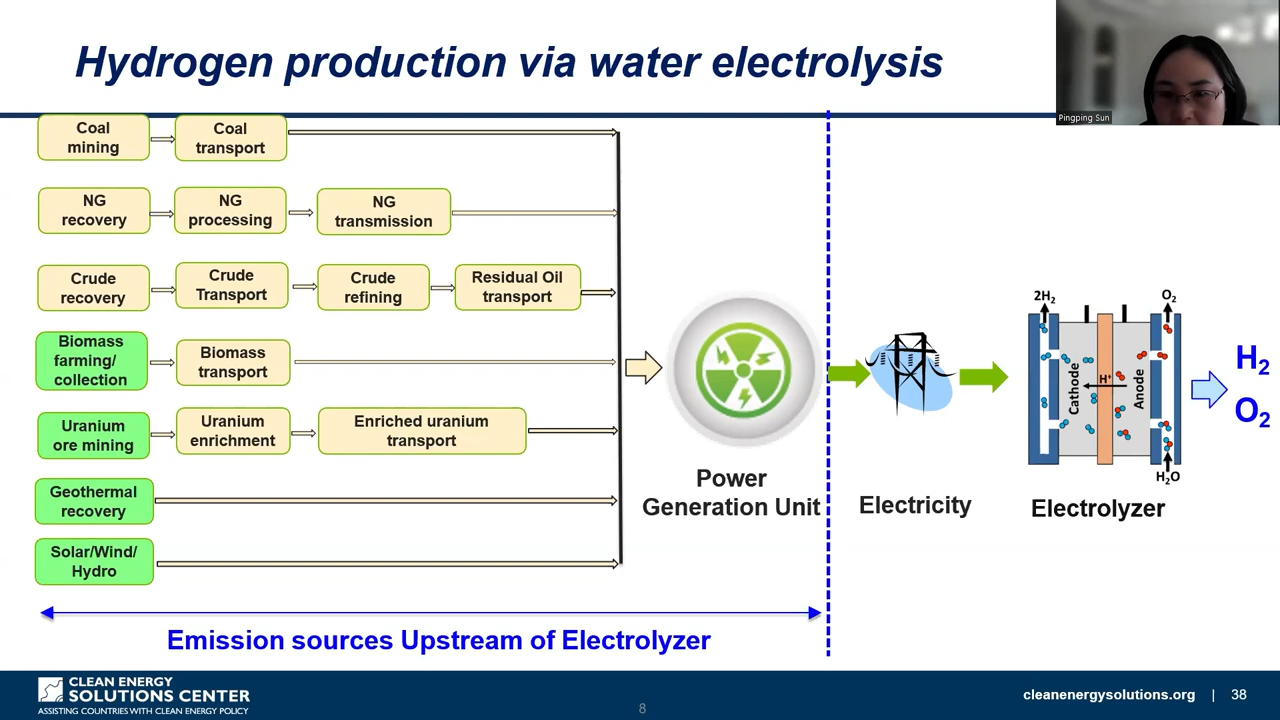 Hydrogen production via water electrolysis
Pingping Sun
Coal
mining
Coal
transport
NG
recovery
NG
processing
NG
transmission
Crude
recovery
Crude
Transport
Crude
refining
Residual Oil
transport
Biomass
farming/
collection
Biomass
transport
Uranium
ore mining
Uranium
enrichment
Enriched uranium
transport
Geothermal
recovery
Solar/Wind/
Hydro
Power
Generation Unit
Electricity
2H₂
O₂
Cathode
H⁺
Anode
H₂O
Electrolyzer
H₂
O₂
Emission sources Upstream of Electrolyzer
CLEAN ENERGY
SOLUTIONS CENTER
ASSISTING COUNTRIES WITH CLEAN ENERGY POLICY
8
cleanenergysolutions.org | 38